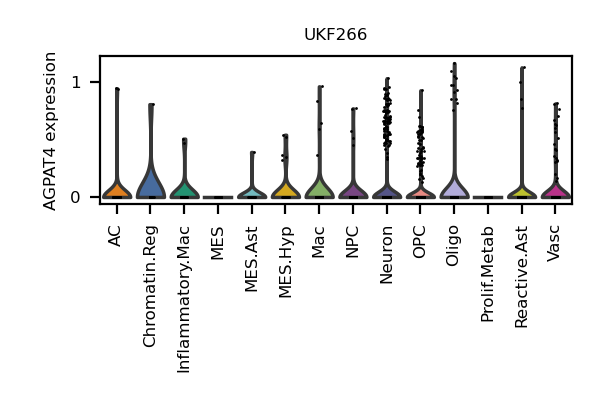 UKF266
AGPAT4 expression
1
0
AC
Chromatin.Reg
Inflammatory.Mac
MES
MES.Ast
MES.Hyp
Mac
NPC
Neuron
OPC
Oligo
Prolif.Metab
Reactive.Ast
Vasc